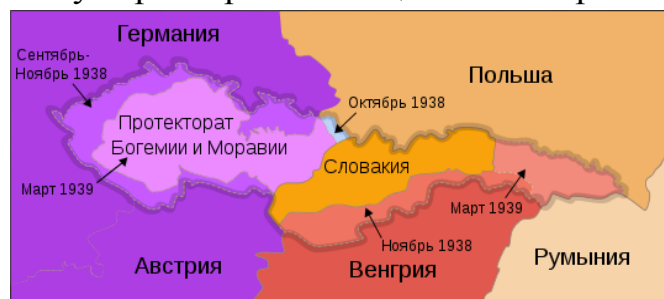 Германия
Сентябрь-
Ноябрь 1938
Польша
Октябрь 1938
Протекторат
Богемии и Моравии
Словакия
Март 1939
Март 1939
Ноябрь 1938
Австрия
Венгрия
Румыния